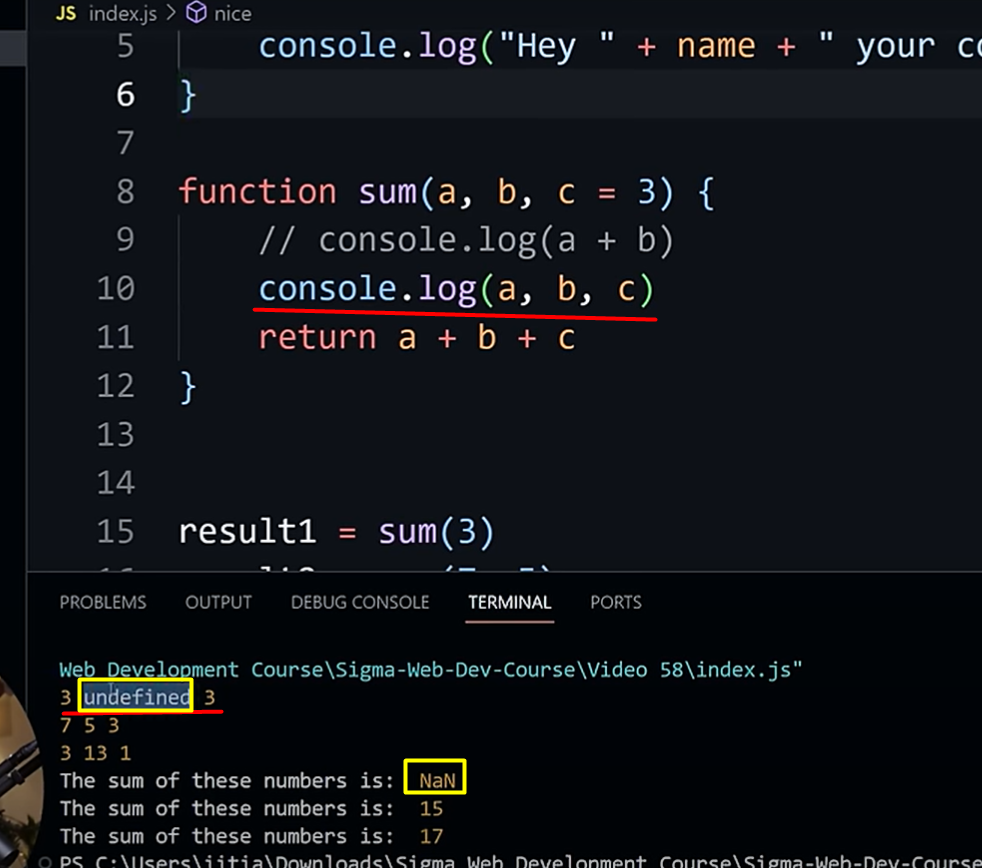 JS index.js > nice
5 console.log("Hey " + name + " your
6 }
7
8 function sum(a, b, c = 3) {
9 // console.log(a + b)
10 console.log(a, b, c)
11 return a + b + c
12 }
13
14
15 result1 = sum(3)
PROBLEMS OUTPUT DEBUG CONSOLE TERMINAL PORTS
Web Development Course\Sigma-Web-Dev-Course\Video 58\index.js"
3 undefined 3
7 5 3
3 13 1
The sum of these numbers is: NaN
The sum of these numbers is: 15
The sum of these numbers is: 17
PS C:\Users\iitia\Downloads\Sigma Web Development Course\Sigma-Web-Dev-Course